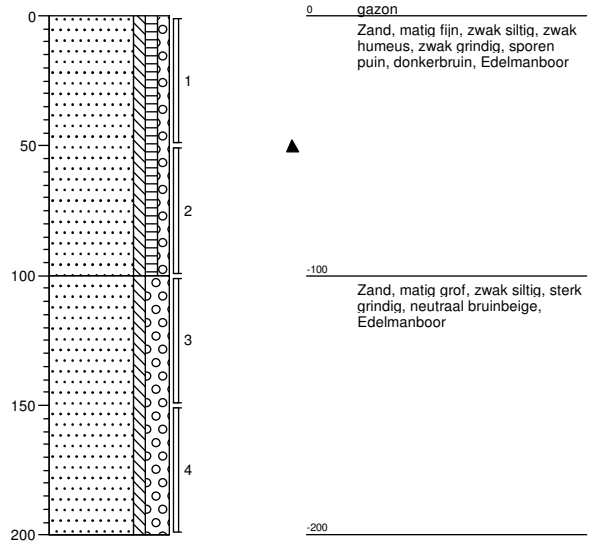 0
50
100
150
200
1
2
3
4
0
gazon
Zand, matig fijn, zwak siltig, zwak
humeus, zwak grindig, sporen
puin, donkerbruin, Edelmanboor
-100
Zand, matig grof, zwak siltig, sterk
grindig, neutraal bruinbeige,
Edelmanboor
-200